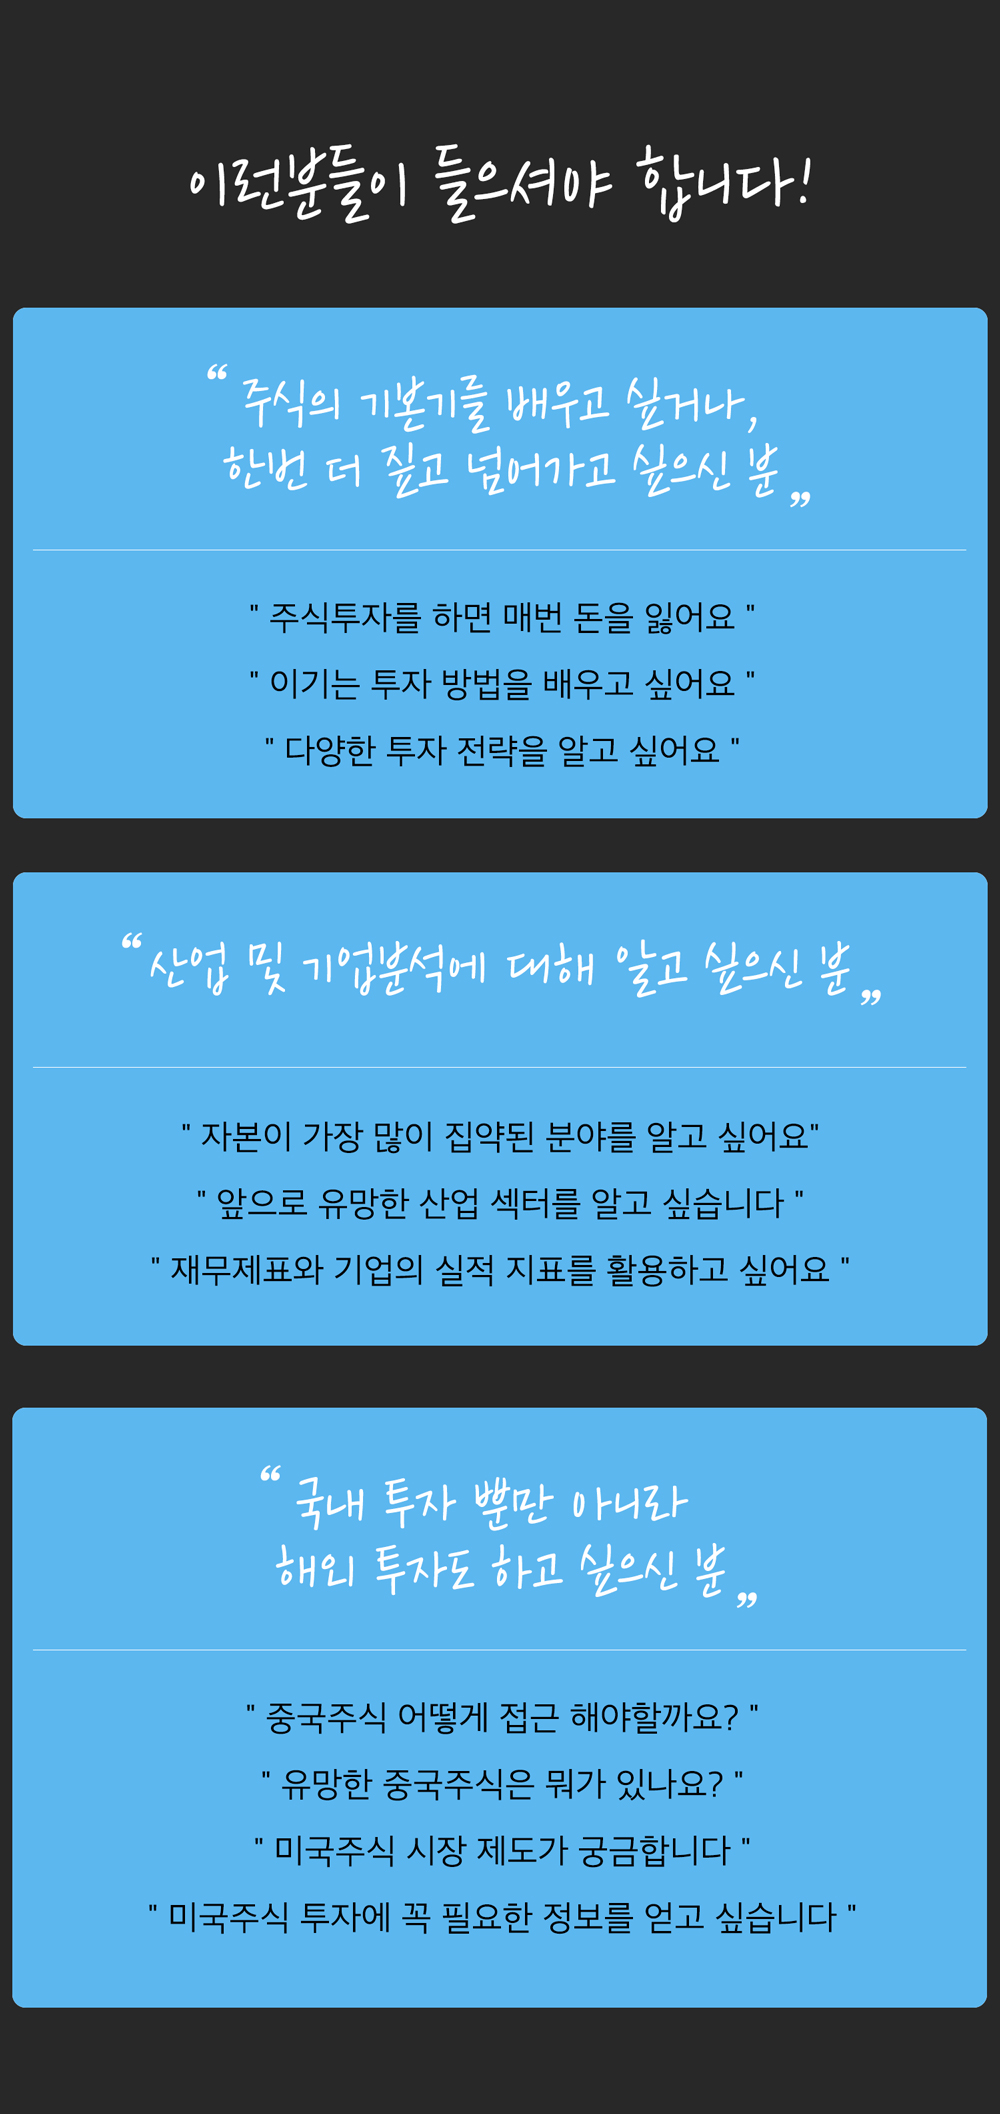 이런분들이 들으셔야 합니다!
“ 주식의 기본기를 배우고 싶거나,
한번 더 짚고 넘어가고 싶으신 분 ”
" 주식투자를 하면 매번 돈을 잃어요 "
" 이기는 투자 방법을 배우고 싶어요 "
" 다양한 투자 전략을 알고 싶어요 "
“ 산업 및 기업분석에 대해 알고 싶으신 분 ”
" 자본이 가장 많이 집약된 분야를 알고 싶어요"
" 앞으로 유망한 산업 섹터를 알고 싶습니다 "
" 재무제표와 기업의 실적 지표를 활용하고 싶어요 "
“ 국내 투자 뿐만 아니라
해외 투자도 하고 싶으신 분 ”
" 중국주식 어떻게 접근 해야할까요? "
" 유망한 중국주식은 뭐가 있나요? "
" 미국주식 시장 제도가 궁금합니다 "
" 미국주식 투자에 꼭 필요한 정보를 얻고 싶습니다 "